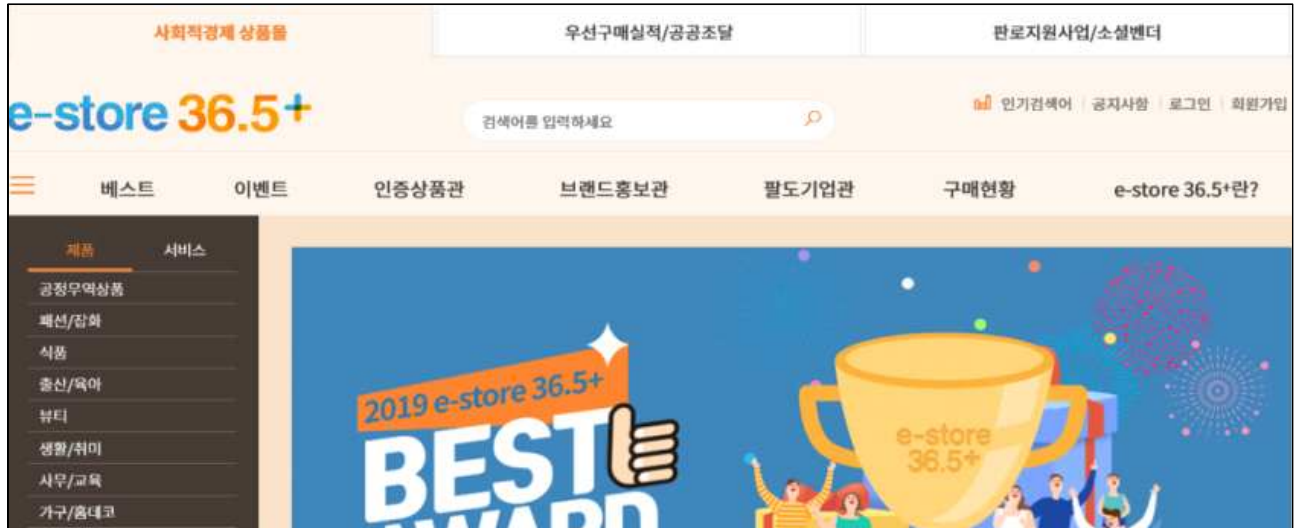 사회적경제 상품몰
우선구매실적/공공조달
판로지원사업/소셜벤더
e-store 36.5+
검색어를 입력하세요
인기검색어 공지사항 로그인 회원가입
베스트 이벤트 인증상품관 브랜드홍보관 팔도기업관 구매현황 e-store 36.5+란?
제품 서비스
공정무역상품
패션/잡화
식품
출산/육아
뷰티
생활/취미
사무/교육
가구/홈데코
2019 e-store 36.5+
BEST
AWARD
e-store
36.5+